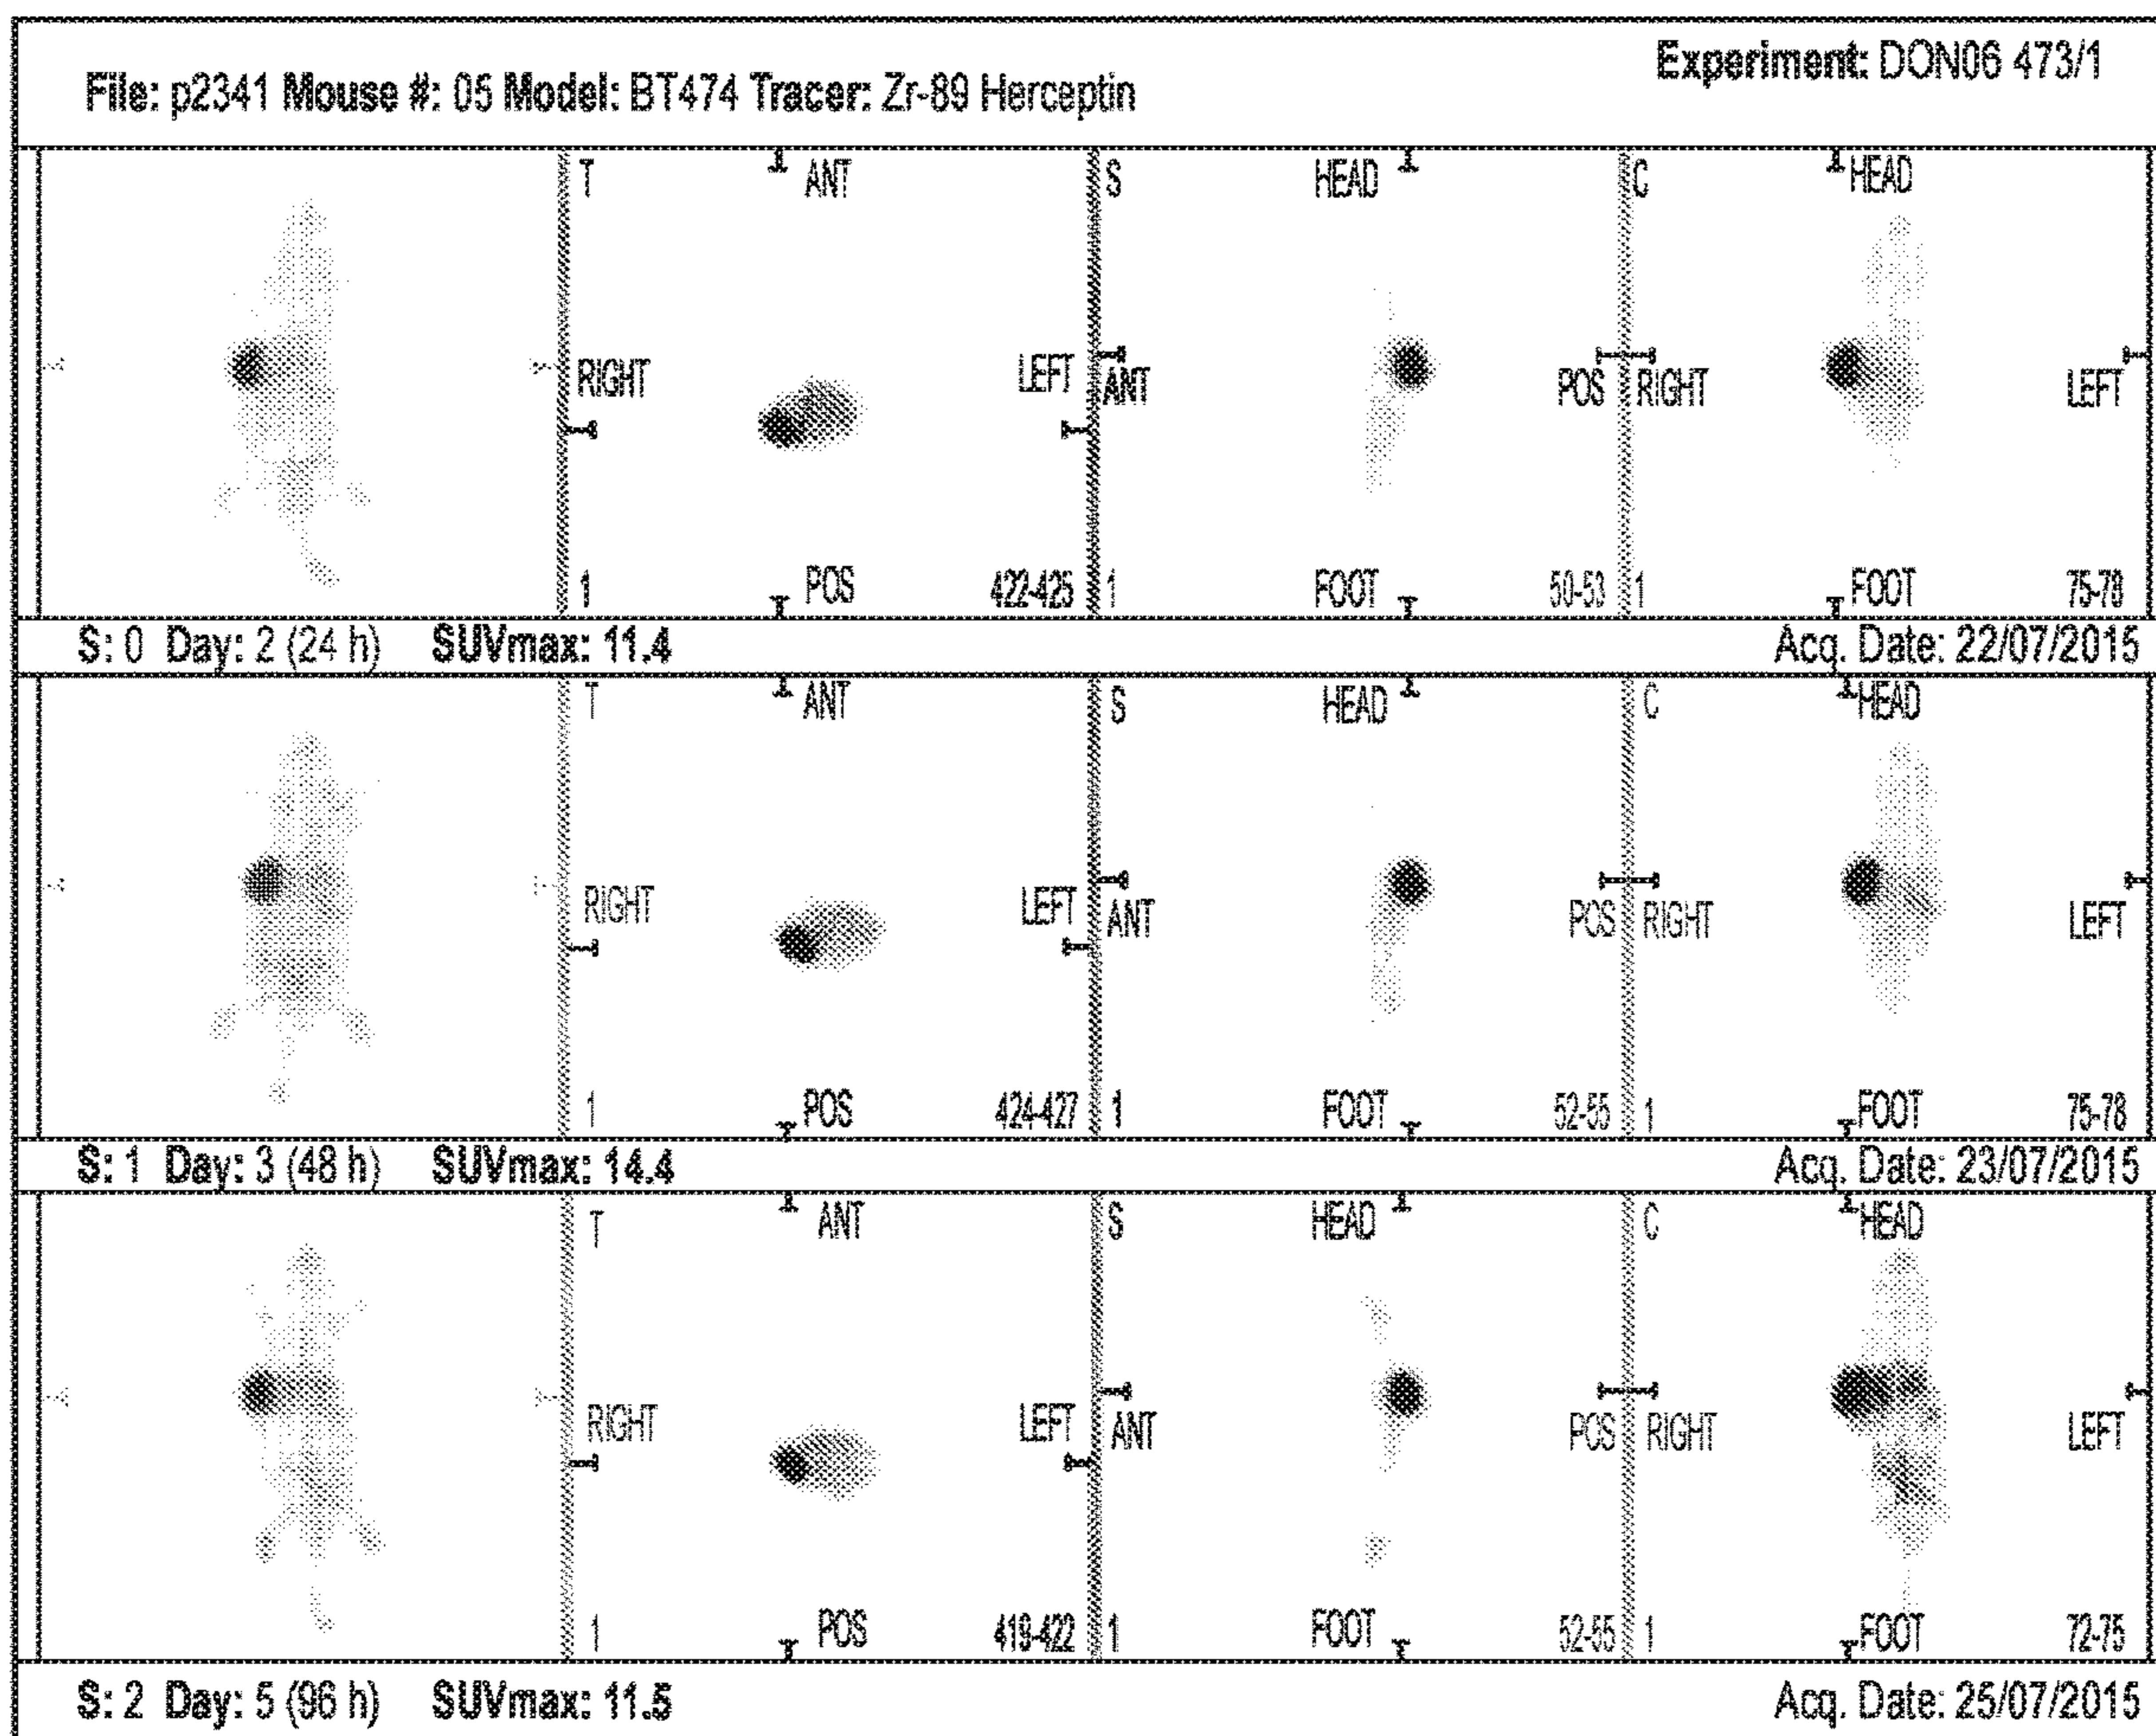 Experiment: DON06 473/1
File: p2341 Mouse #: 05 Model: BT474 Tracer: Zr-89 Herceptin
T ANT S HEAD C HEAD
RIGHT LEFT ANT POS RIGHT LEFT
1 POS 422-425 1 FOOT 50-53 1 FOOT 75-78
S: 0 Day: 2 (24 h) SUVmax: 11.4 Acq. Date: 22/07/2015
T ANT S HEAD C HEAD
RIGHT LEFT ANT POS RIGHT LEFT
1 POS 424-427 1 FOOT 52-55 1 FOOT 75-78
S: 1 Day: 3 (48 h) SUVmax: 14.4 Acq. Date: 23/07/2015
T ANT S HEAD C HEAD
RIGHT LEFT ANT POS RIGHT LEFT
1 POS 419-422 1 FOOT 52-55 1 FOOT 72-75
S: 2 Day: 5 (96 h) SUVmax: 11.5 Acq. Date: 25/07/2015